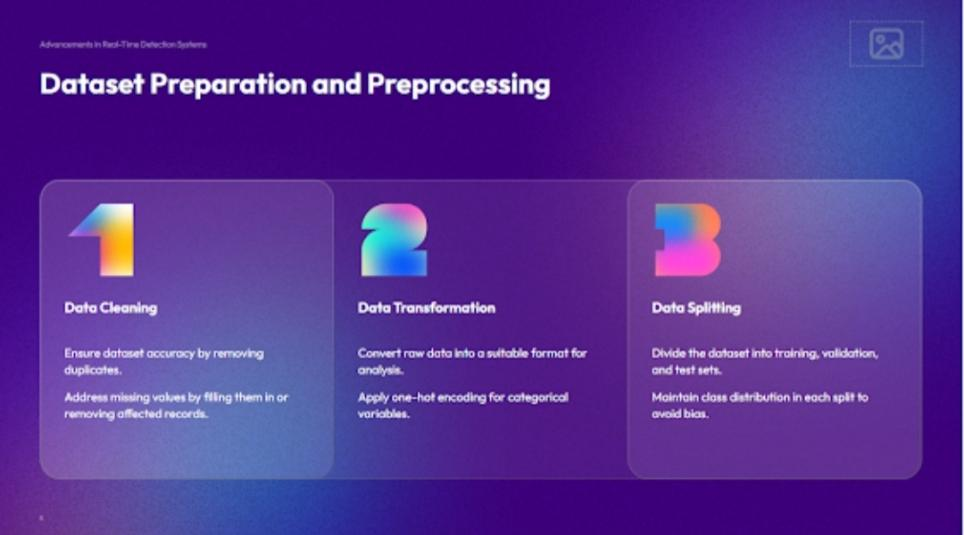 Advancements in Real-Time Detection Systems
Dataset Preparation and Preprocessing
1
Data Cleaning
Ensure dataset accuracy by removing
duplicates.
Address missing values by filling them in or
removing affected records.
2
Data Transformation
Convert raw data into a suitable format for
analysis.
Apply one-hot encoding for categorical
variables.
3
Data Splitting
Divide the dataset into training, validation,
and test sets.
Maintain class distribution in each split to
avoid bias.